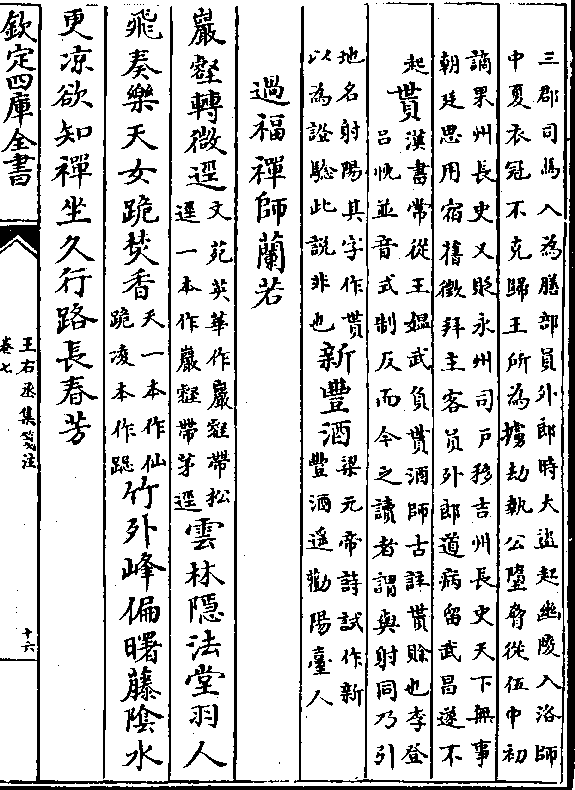 三郡司馬入為膳部員外郎時大盜起幽陵入洛師
中夏衣冠不克歸王所為擄劫執公墮脅從伍中初
謫果州長史又貶永州司戶移吉州長史天下無事
朝廷思用宿舊徵拜主客員外郎道病留武昌遂不
起 貰 漢書常從王媪武負貰酒師古註貰賒也李登
呂忱並音式制反而今之讀者謂與射同乃引
地名射陽其字作貰
以為證驗此說非也
新豐酒 梁元帝詩試作新
豐酒遙勸陽臺人
過福禪師蘭若
巖壑轉微逕 文苑英華作巖壑帶松
逕一本作巖壑帶茅逕
雲林隱法堂羽人
飛奏樂天女跪焚香 天一本作仙
跪凌本作跽
竹外峰偏曙藤陰水
更涼欲知禪坐久行路長春芳
欽定四庫全書
王右丞集箋注
卷七
十六